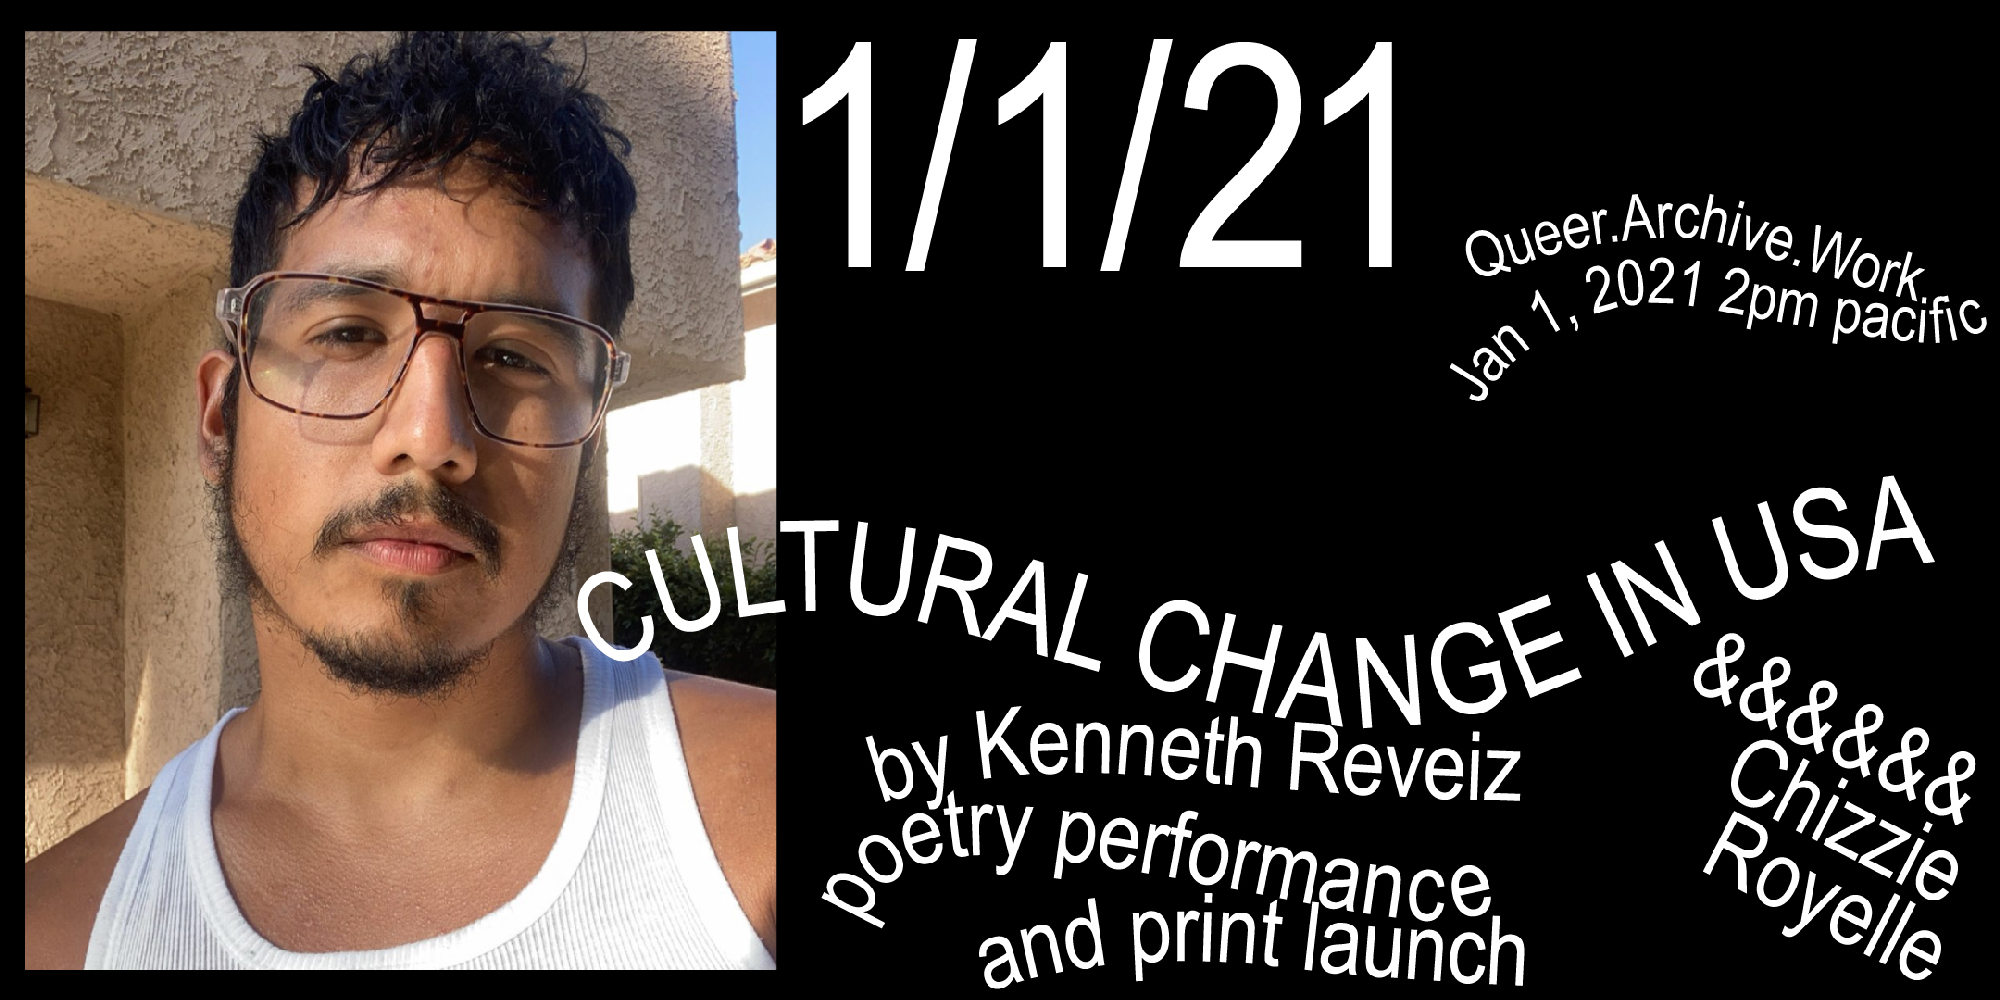 1/1/21
Queer.Archive.Work
Jan 1, 2021 2pm pacific
CULTURAL CHANGE IN USA
by Kenneth Reveiz
poetry performance
and print launch
&&&&&&
Chizzie
Royelle